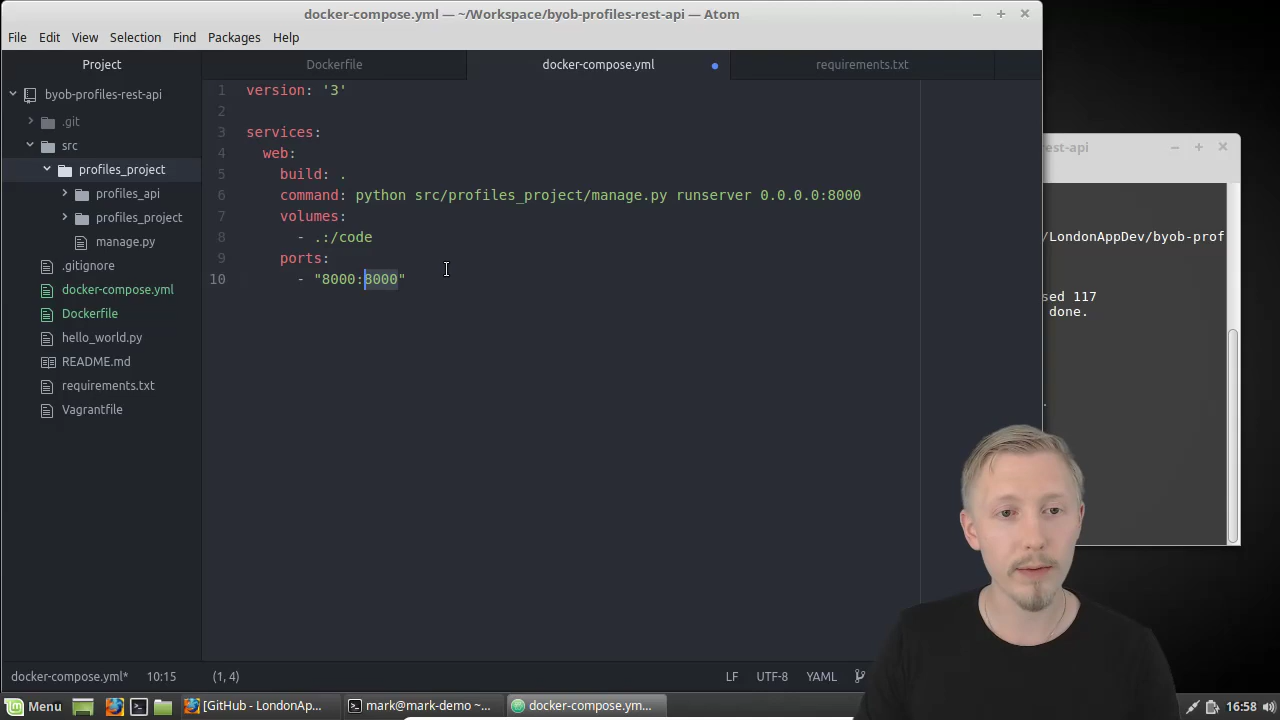 docker-compose.yml — ~/Workspace/byob-profiles-rest-api — Atom
File Edit View Selection Find Packages Help
Project
Dockerfile
docker-compose.yml
requirements.txt
byob-profiles-rest-api
.git
src
profiles_project
profiles_api
profiles_project
manage.py
.gitignore
docker-compose.yml
Dockerfile
hello_world.py
README.md
requirements.txt
Vagrantfile
1 version: '3'
2
3 services:
4 web:
5 build: .
6 command: python src/profiles_project/manage.py runserver 0.0.0.0:8000
7 volumes:
8 - .:/code
9 ports:
10 - "8000:8000"
rest-api
/LondonAppDev/byob-prof
sed 117
done.
docker-compose.yml* 10:15 (1, 4) LF UTF-8 YAML
Menu [GitHub - LondonAp... mark@mark-demo ~... docker-compose.ym... 16:58